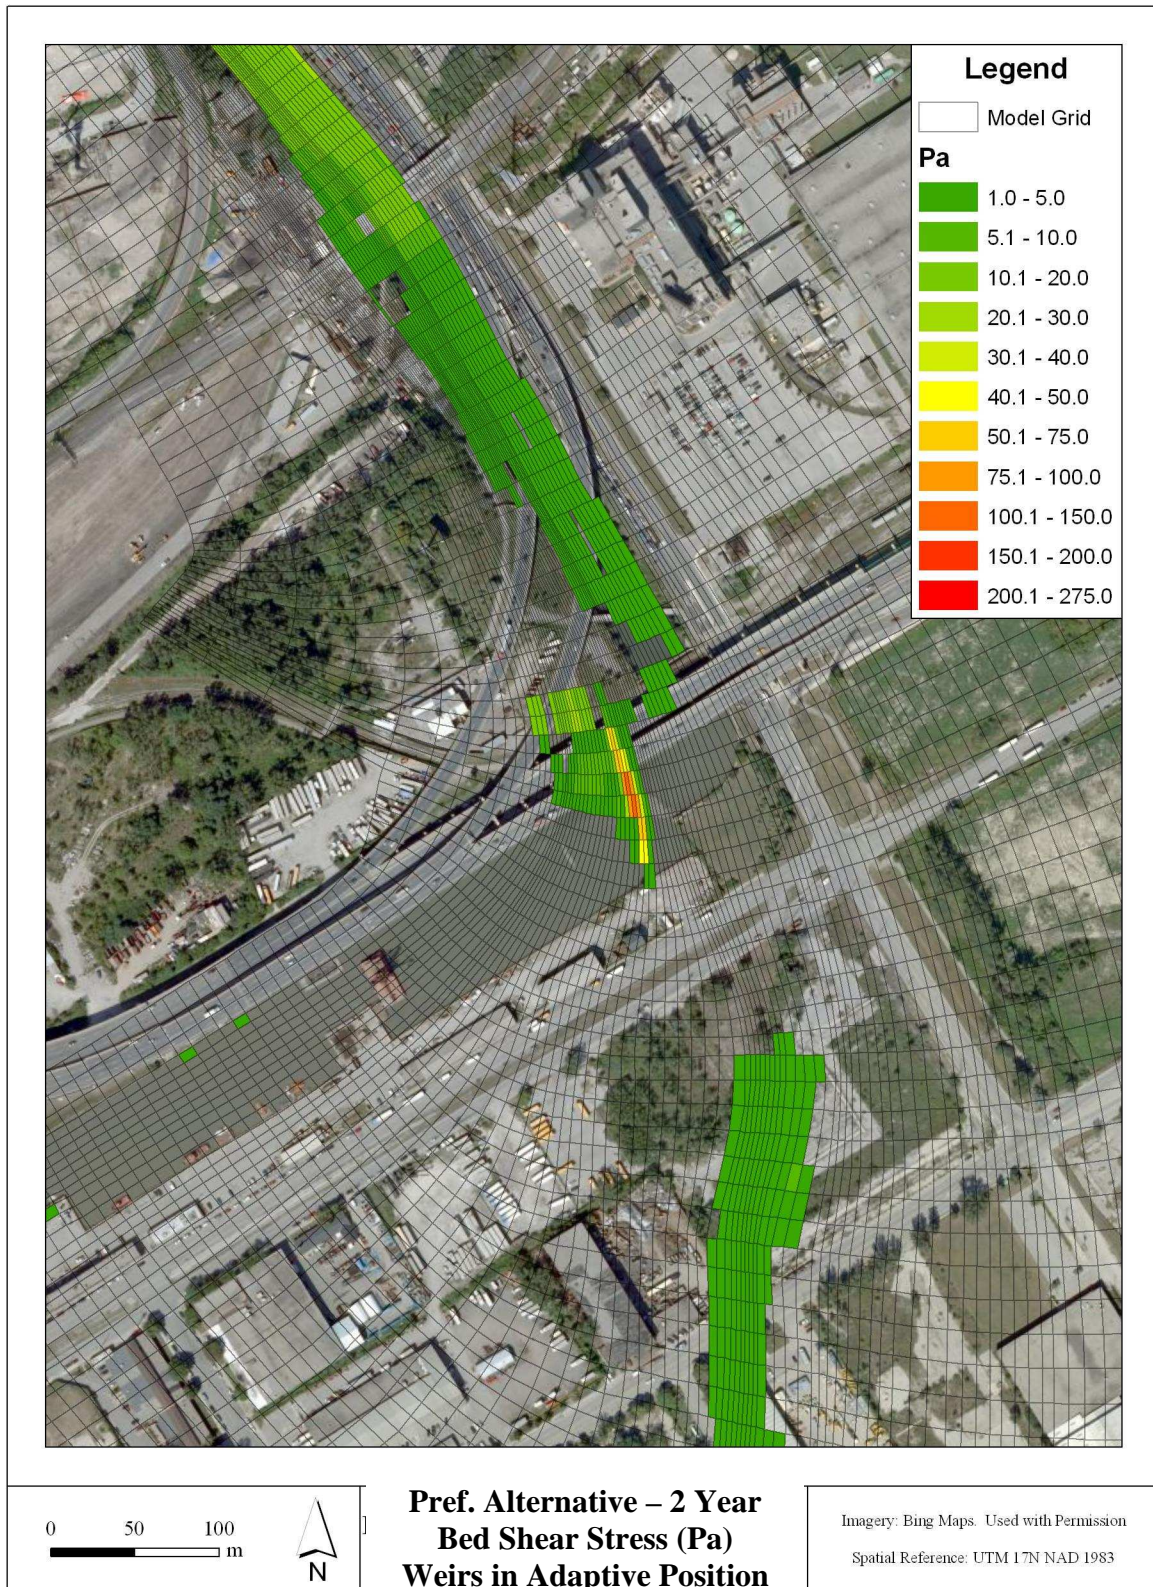 Legend
Model Grid
Pa
1.0 - 5.0
5.1 - 10.0
10.1 - 20.0
20.1 - 30.0
30.1 - 40.0
40.1 - 50.0
50.1 - 75.0
75.1 - 100.0
100.1 - 150.0
150.1 - 200.0
200.1 - 275.0
0 50 100
m
N
Pref. Alternative – 2 Year
Bed Shear Stress (Pa)
Weirs in Adaptive Position
Imagery: Bing Maps. Used with Permission
Spatial Reference: UTM 17N NAD 1983